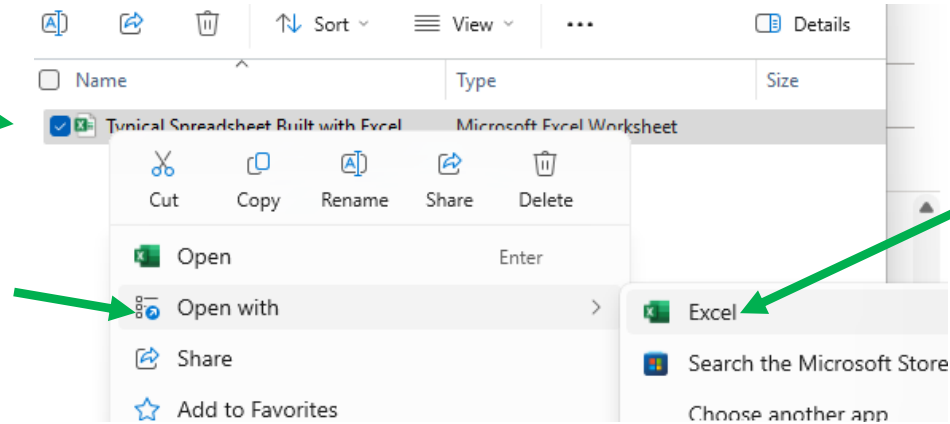 Sort View ... Details
Name Type Size
Typical Spreadsheet Built with Excel Microsoft Excel Worksheet
Cut Copy Rename Share Delete
Open Enter
Open with Excel
Share Search the Microsoft Store
Add to Favorites Choose another app